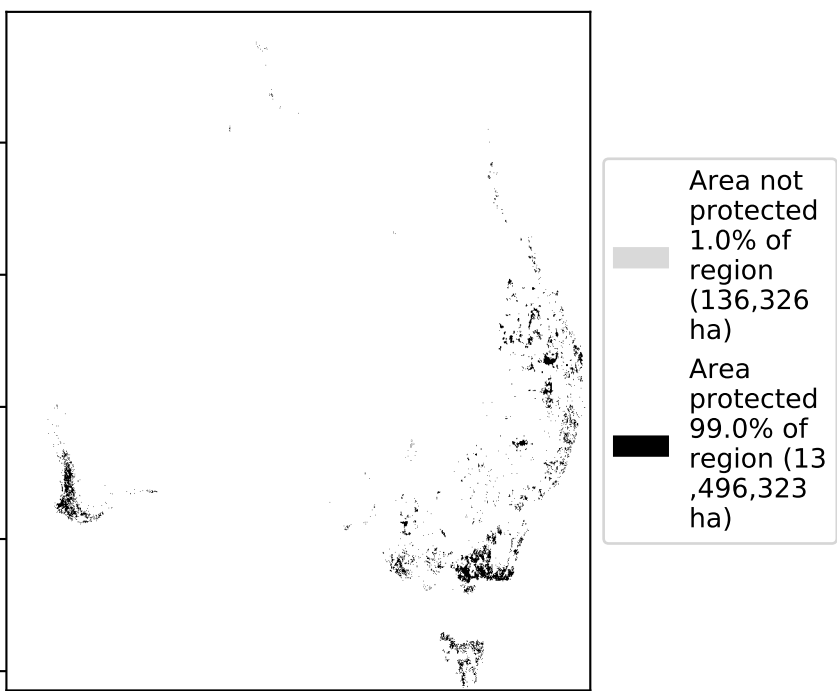 Area not
protected
1.0% of
region
(136,326
ha)
Area
protected
99.0% of
region (13
,496,323
ha)